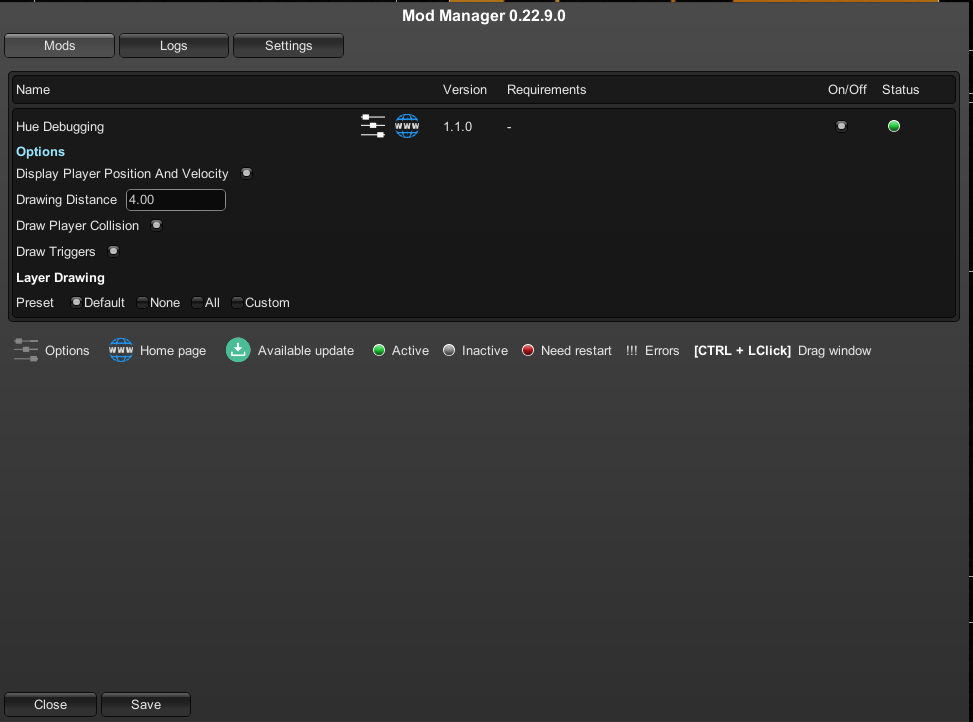 Mod Manager 0.22.9.0
Mods Logs Settings
Name Version Requirements On/Off Status
Hue Debugging www 1.1.0 -
Options
Display Player Position And Velocity
Drawing Distance 4.00
Draw Player Collision
Draw Triggers
Layer Drawing
Preset Default None All Custom
Options www Home page Available update Active Inactive Need restart !!! Errors [CTRL + LClick] Drag window
Close Save